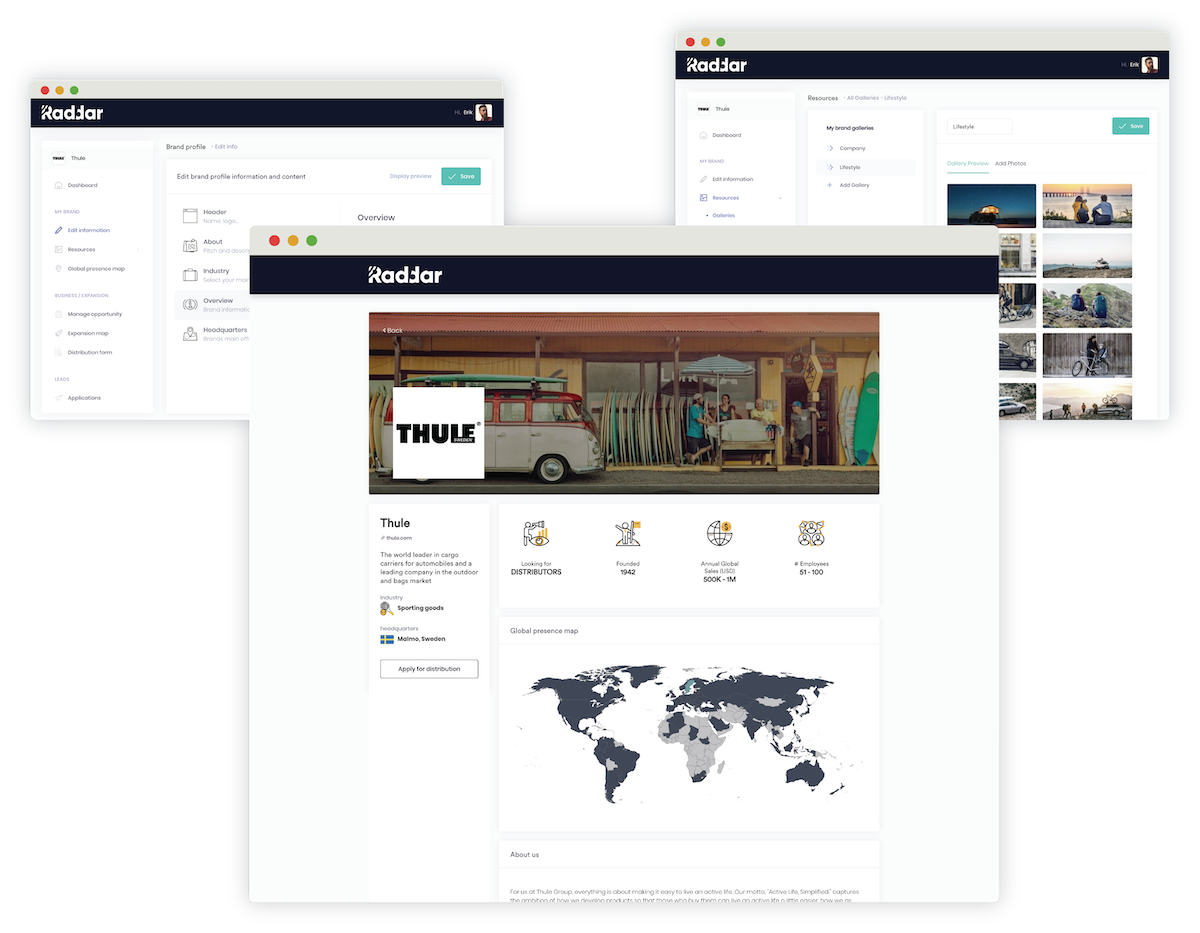 Raddar
Hi, Erik
THULE
Thule
Dashboard
MY BRAND
Edit information
Resources
Global presence map
BUSINESS / EXPANSION
Manage opportunity
Expansion map
Distribution form
LEADS
Applications
Brand profile - Edit info
Edit brand profile information and content
Display preview
Save
Header
Name, logo,
About
Pitch and
Industry
Select your
Overview
Brand
Headquarters
Brands main
Overview
Raddar
Hi, Erik
THULE
Thule
Dashboard
MY BRAND
Edit information
Resources
Galleries
Resources - All Galleries - Lifestyle
My brand galleries
Company
Lifestyle
Add Gallery
Lifestyle
Save
Gallery Preview Add Photos
Raddar
Back
THULE®
SWEDEN
Thule
thule.com
The world leader in cargo
carriers for automobiles and a
leading company in the outdoor
and bags market
Industry
Sporting goods
headquarters
Malmo, Sweden
Apply for distribution
Looking for
DISTRIBUTORS
Founded
1942
Annual Global
Sales (USD)
500K - 1M
# Employees
51 - 100
Global presence map
About us
For us at Thule Group, everything is about making it easy to live an active life. Our motto, "Active Life, Simplified." captures
the ambition of how we develop products so that those who buy them can live an active life a little easier, how we as